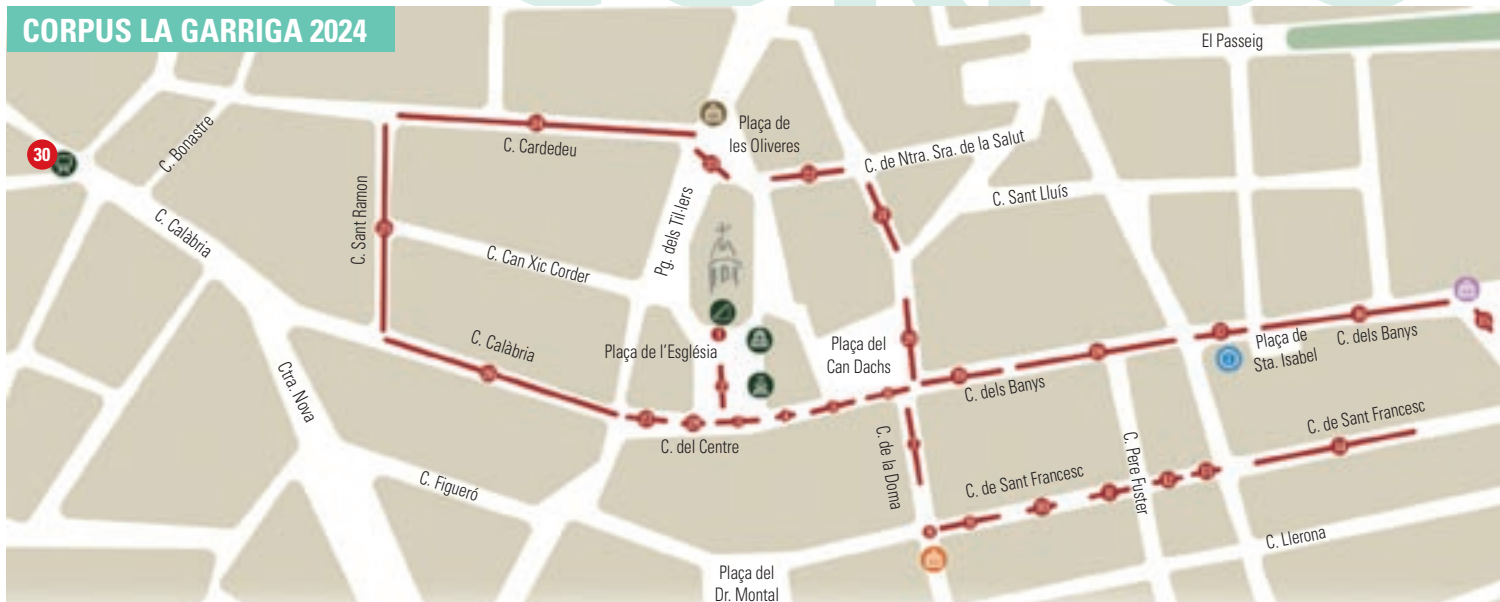 CORPUS LA GARRIGA 2024
El Passeig
30
C. Bonastre
C. Cardedeu
Plaça de
les Oliveres
C. de Ntra. Sra. de la Salut
C. Sant Lluís
C. Sant Ramon
C. Calàbria
Pg. dels Til·lers
C. Can Xic Corder
C. Calàbria
Plaça de l'Església
Plaça del
Can Dachs
Plaça de
Sta. Isabel
C. dels Banys
C. dels Banys
Ctra. Nova
C. del Centre
C. de la Doma
C. Pere Fuster
C. de Sant Francesc
C. de Sant Francesc
C. Figueró
C. Llerona
Plaça del
Dr. Montal